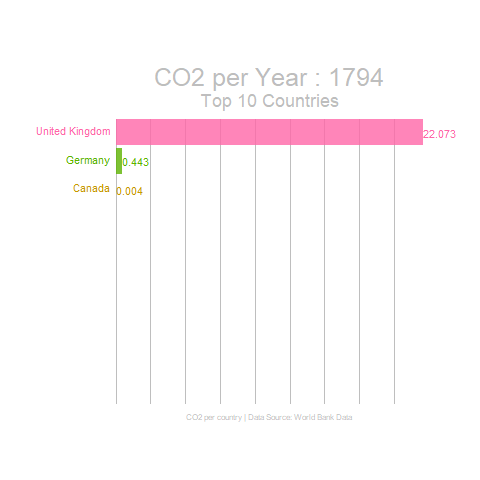 CO2 per Year : 1794
Top 10 Countries
United Kingdom 22.073
Germany 0.443
Canada 0.004
CO2 per country | Data Source: World Bank Data